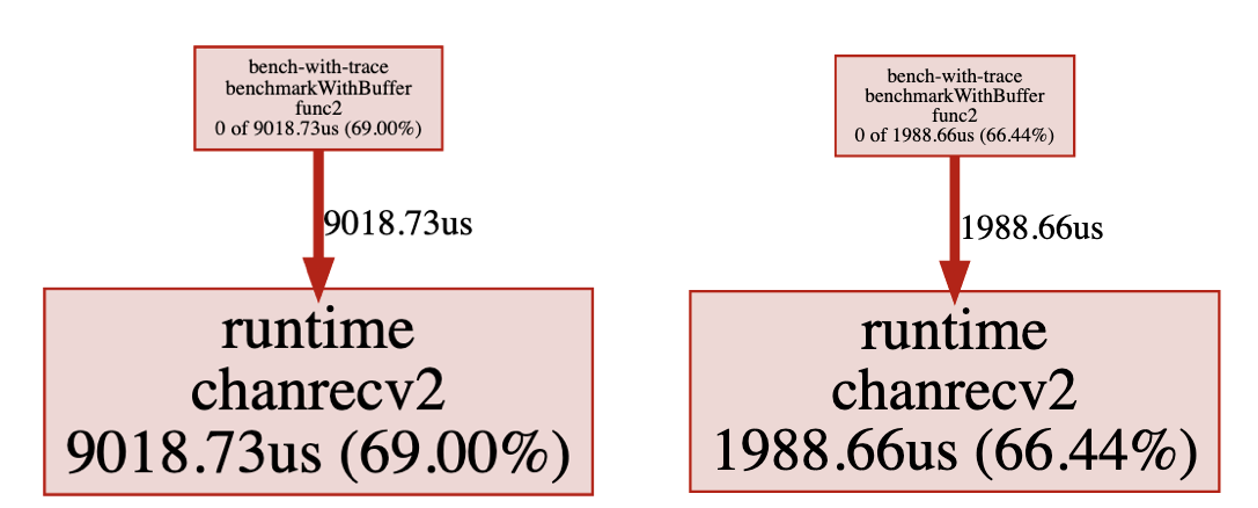 bench-with-trace
benchmarkWithBuffer
func2
0 of 9018.73us (69.00%)
9018.73us
runtime
chanrecv2
9018.73us (69.00%)
bench-with-trace
benchmarkWithBuffer
func2
0 of 1988.66us (66.44%)
1988.66us
runtime
chanrecv2
1988.66us (66.44%)